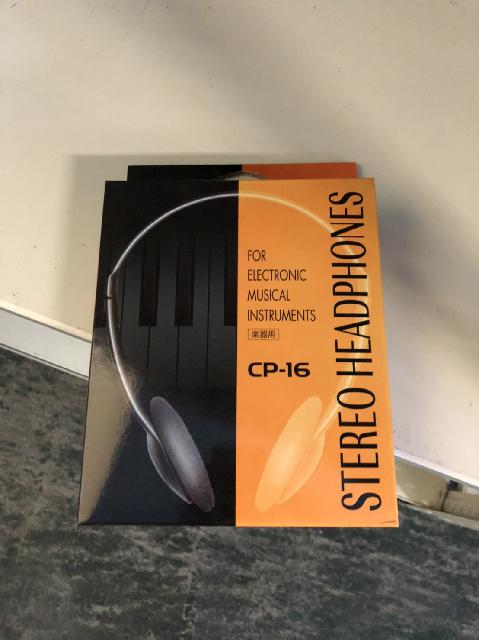 FOR
ELECTRONIC
MUSICAL
INSTRUMENTS
楽器用
CP-16
STEREO HEADPHONES